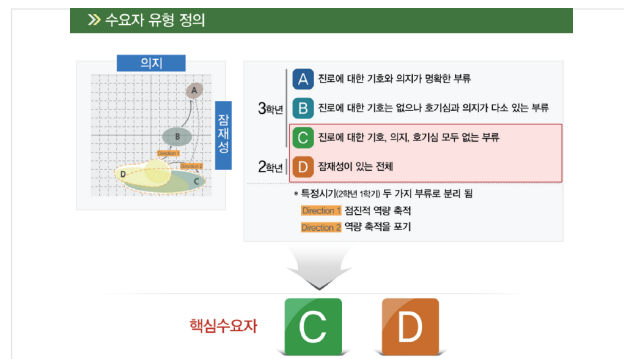 » 수요자 유형 정의
의지
잠재성
A
B
C
D
Direction 1
Direction 2
3학년
A 진로에 대한 기호와 의지가 명확한 부류
B 진로에 대한 기호는 없으나 호기심과 의지가 다소 있는 부류
C 진로에 대한 기호, 의지, 호기심 모두 없는 부류
2학년
D 잠재성이 있는 전체
* 특정시기(2학년 1학기) 두 가지 부류로 분리 됨
Direction 1 점진적 역량 축적
Direction 2 역량 축적을 포기
핵심수요자
C D